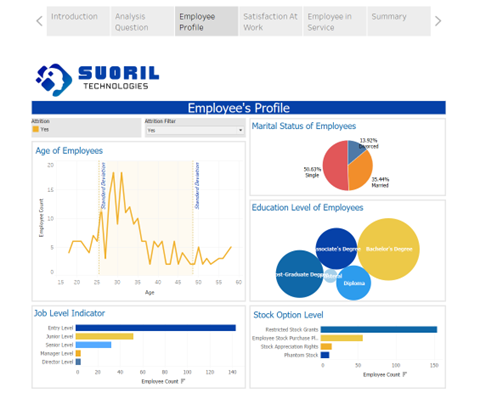 Introduction
Analysis Question
Employee Profile
Satisfaction At Work
Employee in Service
Summary
SUORIL
TECHNOLOGIES
Employee's Profile
Attrition
Yes
Attrition Filter
Yes
Age of Employees
Employee Count
20
15
10
5
0
Standard Deviation
Standard Deviation
15 20 25 30 35 40 45 50 55 60
Age
Marital Status of Employees
13.92%
Divorced
50.63%
Single
35.44%
Married
Education Level of Employees
ssociate's Degre
Bachelor's Degree
st-Graduate Degre
Diploma
Job Level Indicator
Entry Level
Junior Level
Senior Level
Manager Level
Director Level
0 20 40 60 80 100 120 140
Employee Count
Stock Option Level
Restricted Stock Grants
Employee Stock Purchase Pl..
Stock Appreciation Rights
Phantom Stock
0 50 100 150
Employee Count